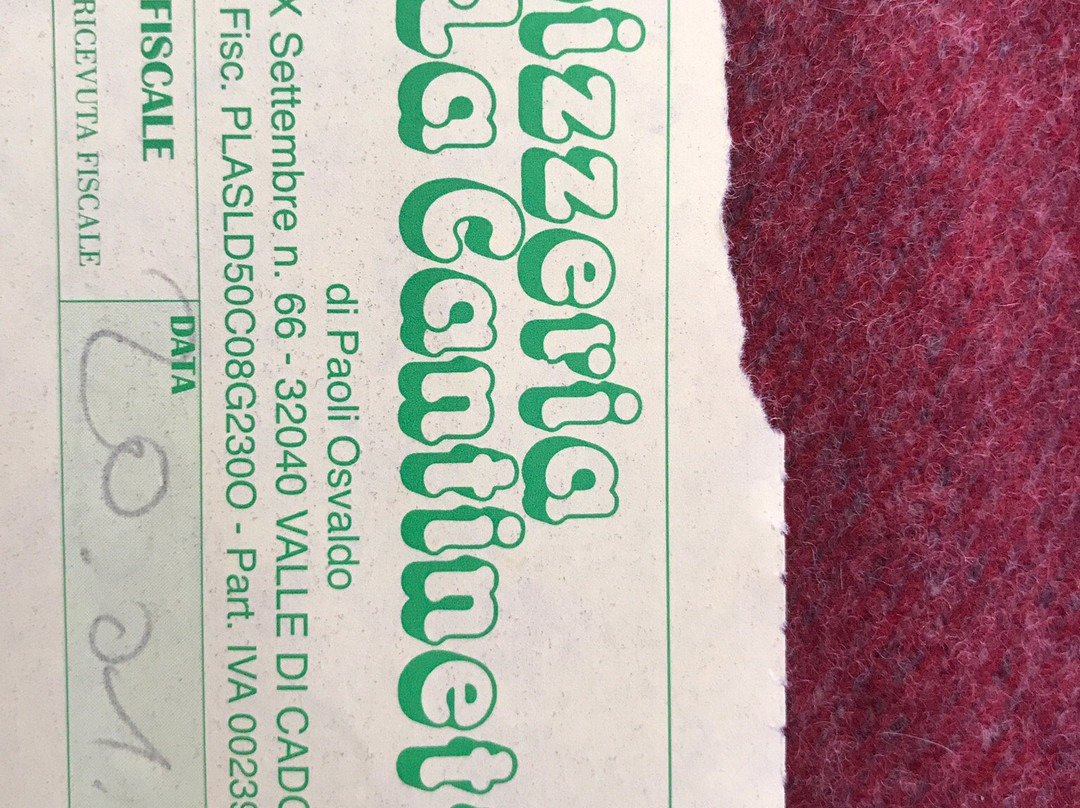 Pizzeria
La Cantinet
di Paoli Osvaldo
X Settembre n. 66 - 32040 VALLE DI CADO
Fisc. PLASLD50C08G230O - Part. IVA 0023
FISCALE
RICEVUTA FISCALE
DATA